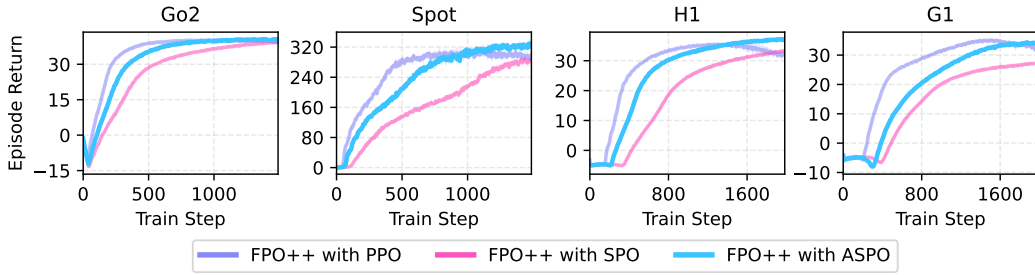 Go2
Spot
H1
G1
Episode Return
30
15
0
−15
0
500
1000
Train Step
320
240
160
80
0
0
500
1000
Train Step
30
20
10
0
0
800
1600
Train Step
30
20
10
0
−10
0
800
1600
Train Step
FPO++ with PPO
FPO++ with SPO
FPO++ with ASPO